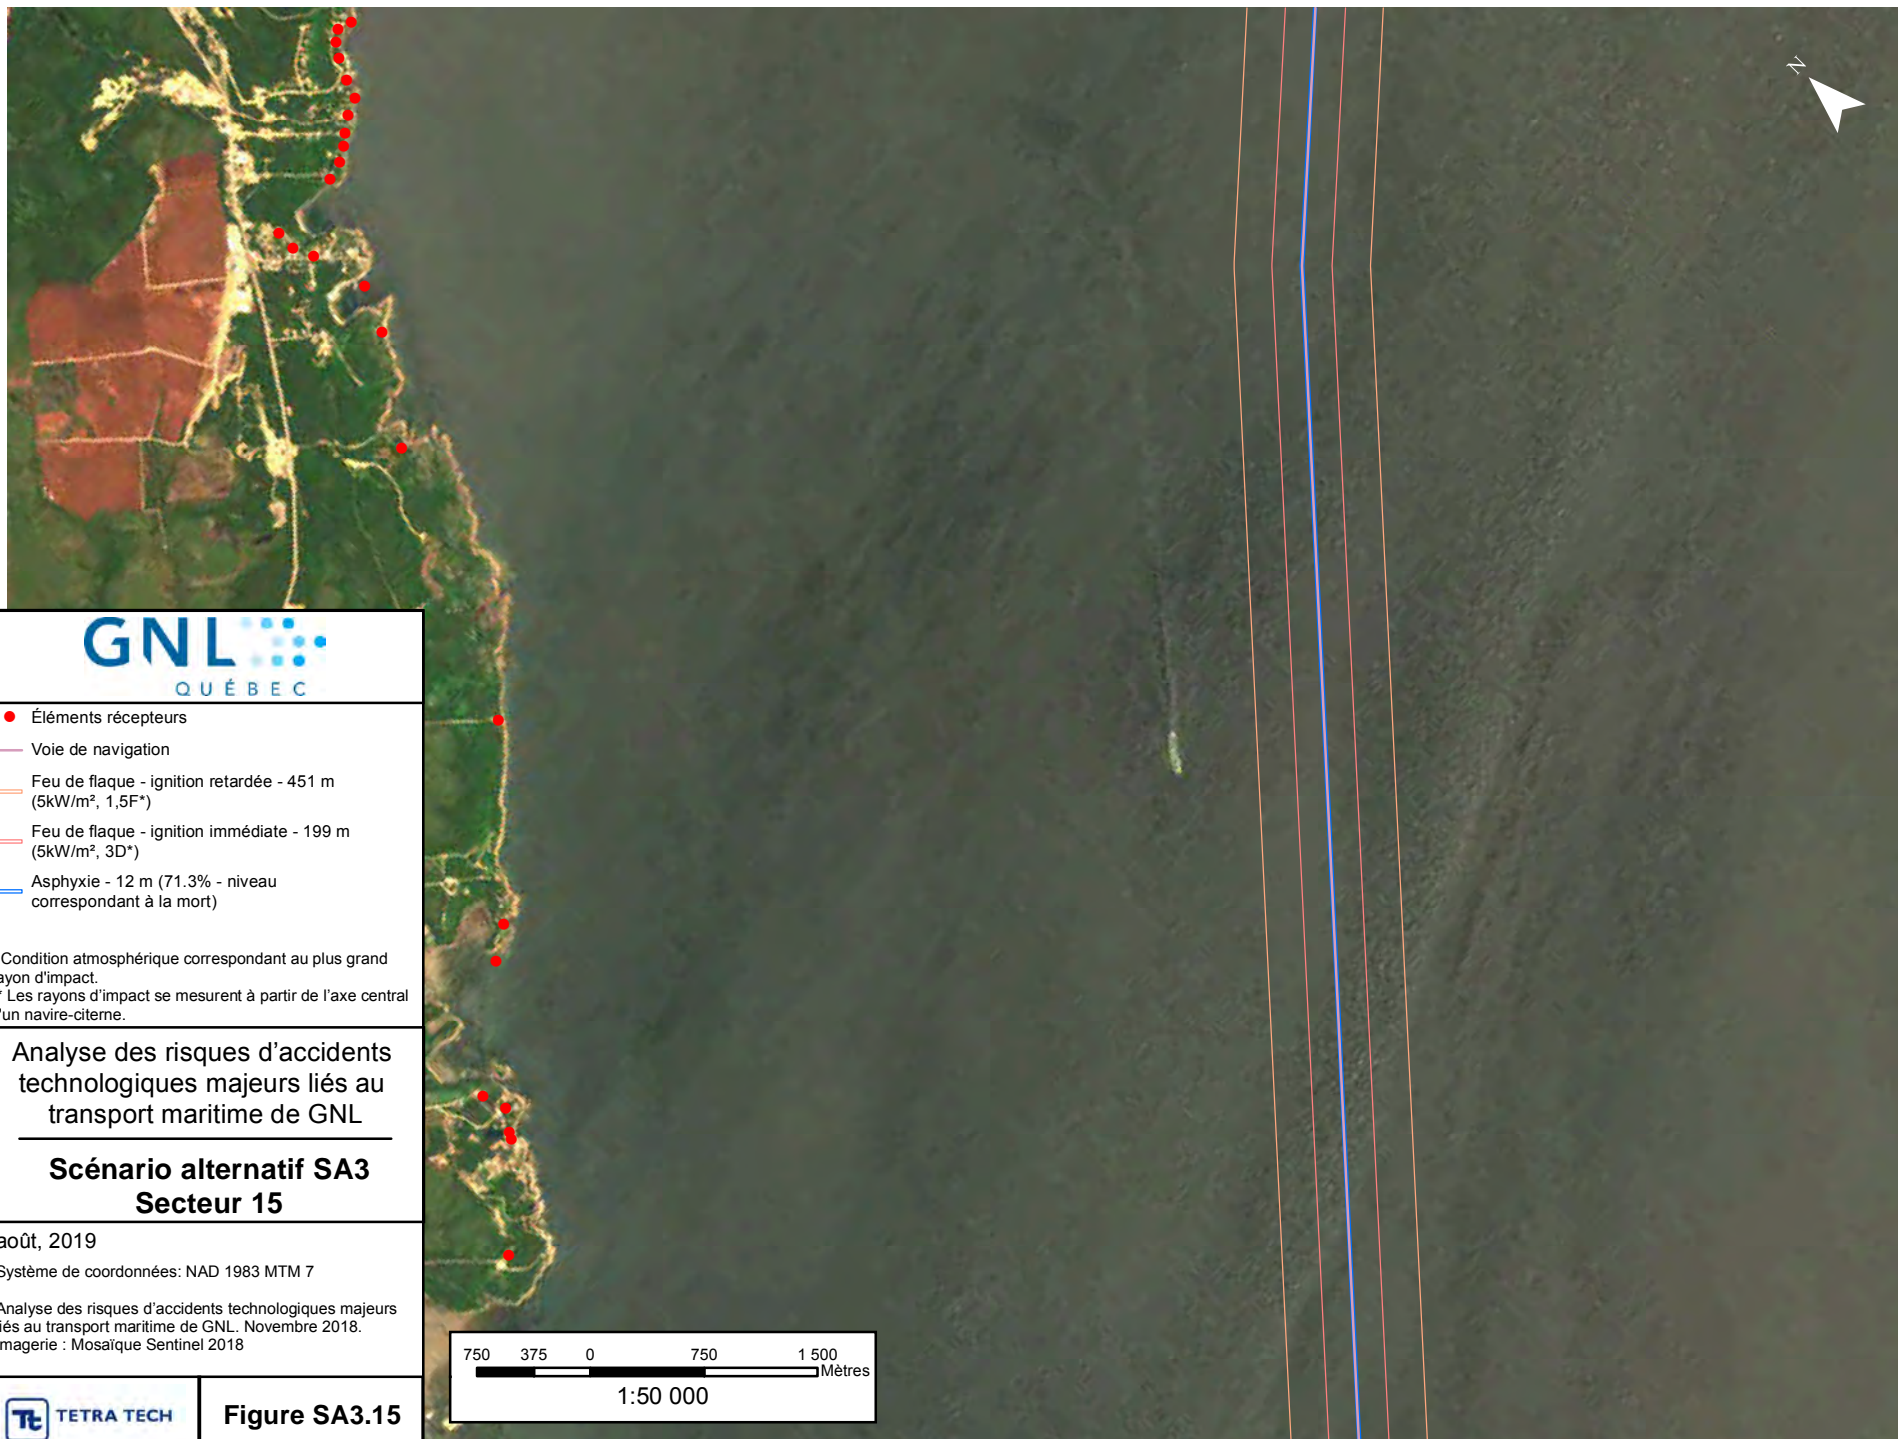 N
GNL
QUÉBEC
Éléments récepteurs
Voie de navigation
Feu de flaque - ignition retardée - 451 m
(5kW/m², 1,5F*)
Feu de flaque - ignition immédiate - 199 m
(5kW/m², 3D*)
Asphyxie - 12 m (71.3% - niveau
correspondant à la mort)
Condition atmosphérique correspondant au plus grand
ayon d'impact.
* Les rayons d’impact se mesurent à partir de l’axe central
'un navire-citerne.
Analyse des risques d’accidents
technologiques majeurs liés au
transport maritime de GNL
Scénario alternatif SA3
Secteur 15
août, 2019
Système de coordonnées: NAD 1983 MTM 7
Analyse des risques d’accidents technologiques majeurs
iés au transport maritime de GNL. Novembre 2018.
magerie : Mosaïque Sentinel 2018
Tt TETRA TECH
Figure SA3.15
750 375 0 750 1 500
Mètres
1:50 000